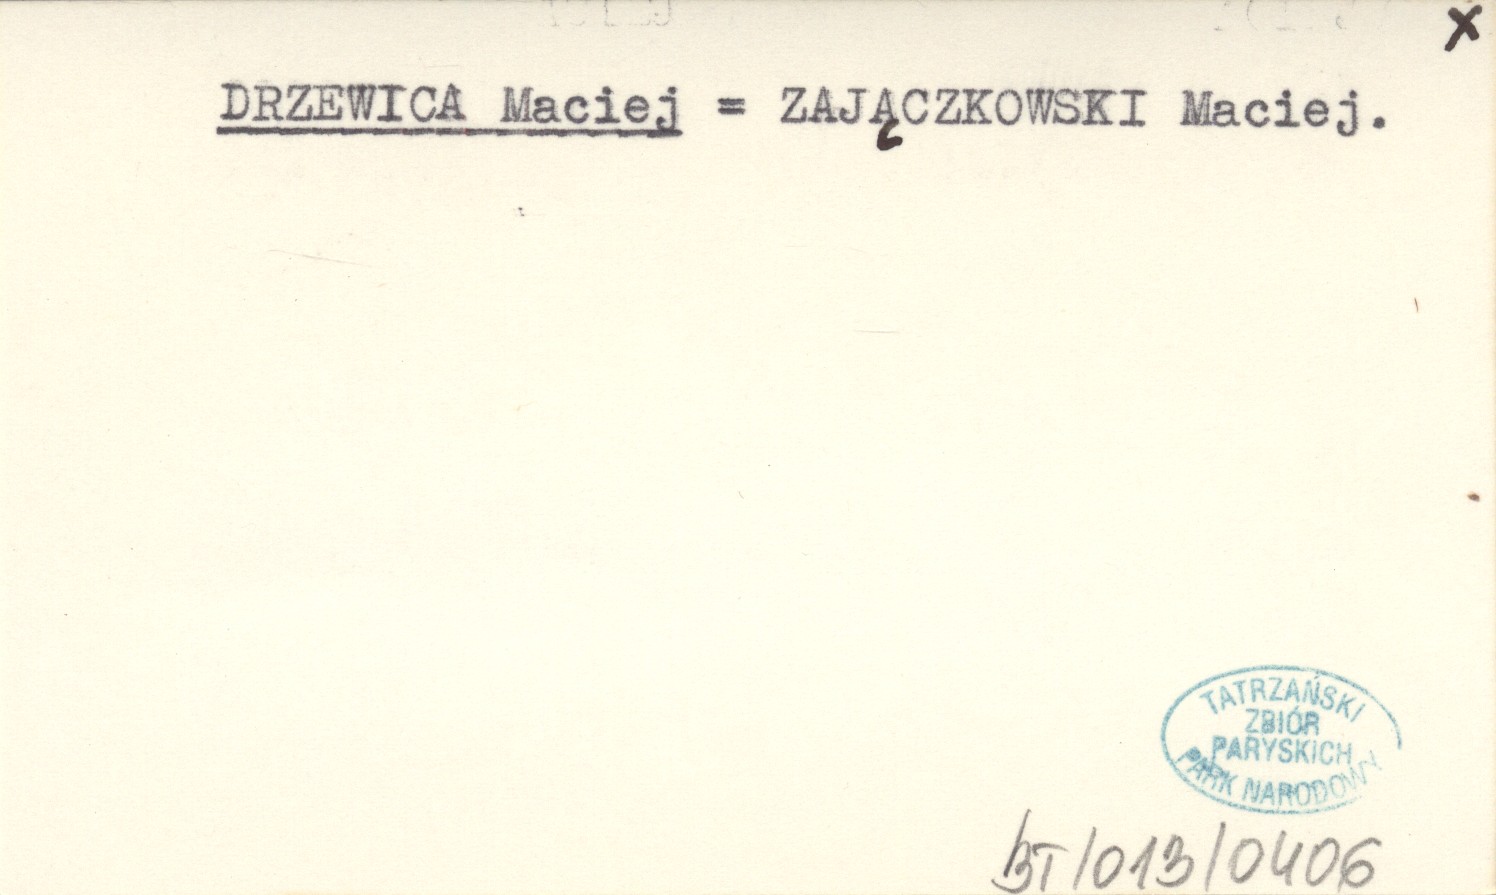 x
DRZEWICA Maciej = ZAJĄCZKOWSKI Maciej.
TATRZAŃSKI
ZBIÓR
PARYSKICH
PARK NARODOWY
BT/013/0406